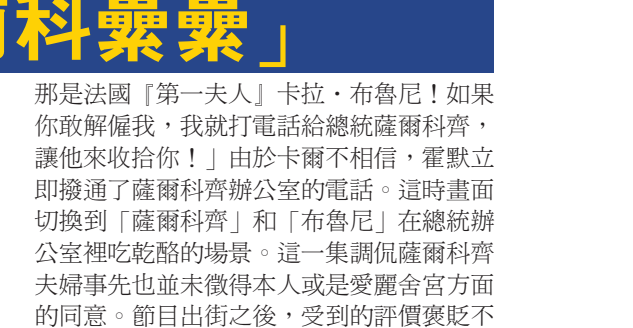 科纍纍」
那是法國『第一夫人』卡拉・布魯尼！如果
你敢解僱我，我就打電話給總統薩爾科齊，
讓他來收拾你！」由於卡爾不相信，霍默立
即撥通了薩爾科齊辦公室的電話。這時畫面
切換到「薩爾科齊」和「布魯尼」在總統辦
公室裡吃乾酪的場景。這一集調侃薩爾科齊
夫婦事先也並未徵得本人或是愛麗舍宮方面
的同意。節目出街之後，受到的評價褒貶不